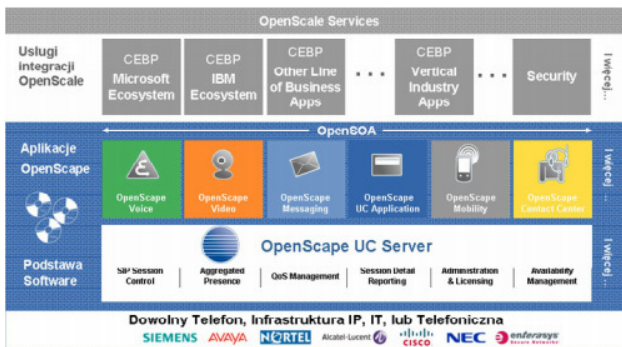 OpenScale Services
Usługi
integracji
OpenScale
CEBP
Microsoft
Ecosystem
CEBP
IBM
Ecosystem
CEBP
Other Line
of Business
Apps
...
CEBP
Vertical
Industry
Apps
...
Security
I więcej...
OpenSOA
Aplikacje
OpenScape
OpenScape
Voice
OpenScape
Video
OpenScape
Messaging
OpenScape
UC Application
OpenScape
Mobility
OpenScape
Contact Center
I więcej...
Podstawa
Software
OpenScape UC Server
SIP Session
Control
Aggregated
Presence
QoS Management
Session Detail
Reporting
Administration
& Licensing
Availability
Management
I więcej...
Dowolny Telefon, Infrastruktura IP, IT, lub Telefoniczna
SIEMENS AVAYA NORTEL Alcatel-Lucent CISCO NEC enterasys
Secure Networks